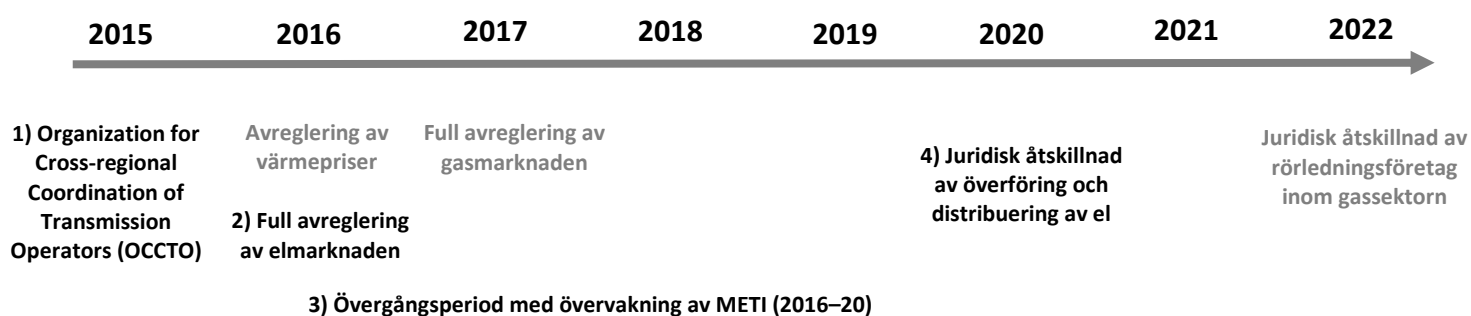 2015 2016 2017 2018 2019 2020 2021 2022
1) Organization for
Cross-regional
Coordination of
Transmission
Operators (OCCTO)
Avreglering av
värmepriser
2) Full avreglering
av elmarknaden
Full avreglering av
gasmarknaden
3) Övergångsperiod med övervakning av METI (2016–20)
4) Juridisk åtskillnad
av överföring och
distribuering av el
Juridisk åtskillnad av
rörledningsföretag
inom gassektorn